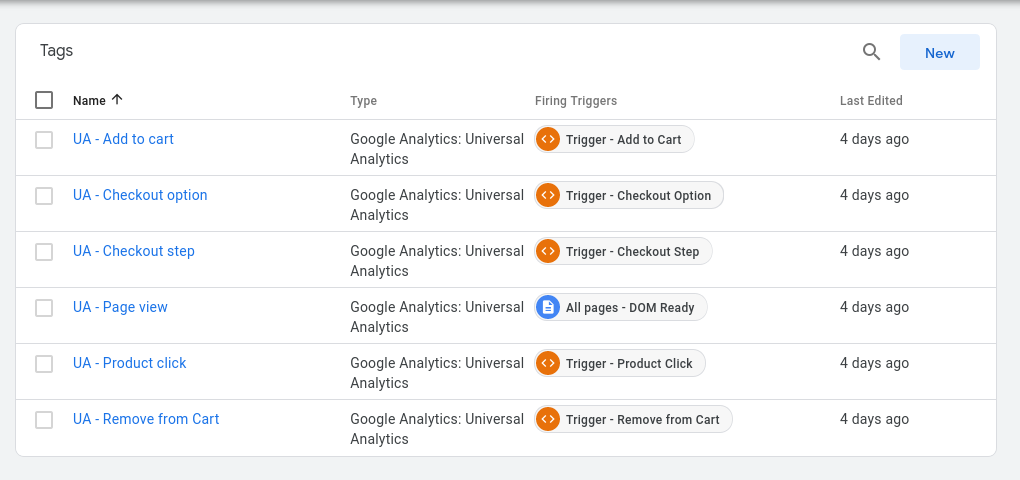 Tags
New
Name Type Firing Triggers Last Edited
UA - Add to cart Google Analytics: Universal Trigger - Add to Cart 4 days ago
Analytics
UA - Checkout option Google Analytics: Universal Trigger - Checkout Option 4 days ago
Analytics
UA - Checkout step Google Analytics: Universal Trigger - Checkout Step 4 days ago
Analytics
UA - Page view Google Analytics: Universal All pages - DOM Ready 4 days ago
Analytics
UA - Product click Google Analytics: Universal Trigger - Product Click 4 days ago
Analytics
UA - Remove from Cart Google Analytics: Universal Trigger - Remove from Cart 4 days ago
Analytics